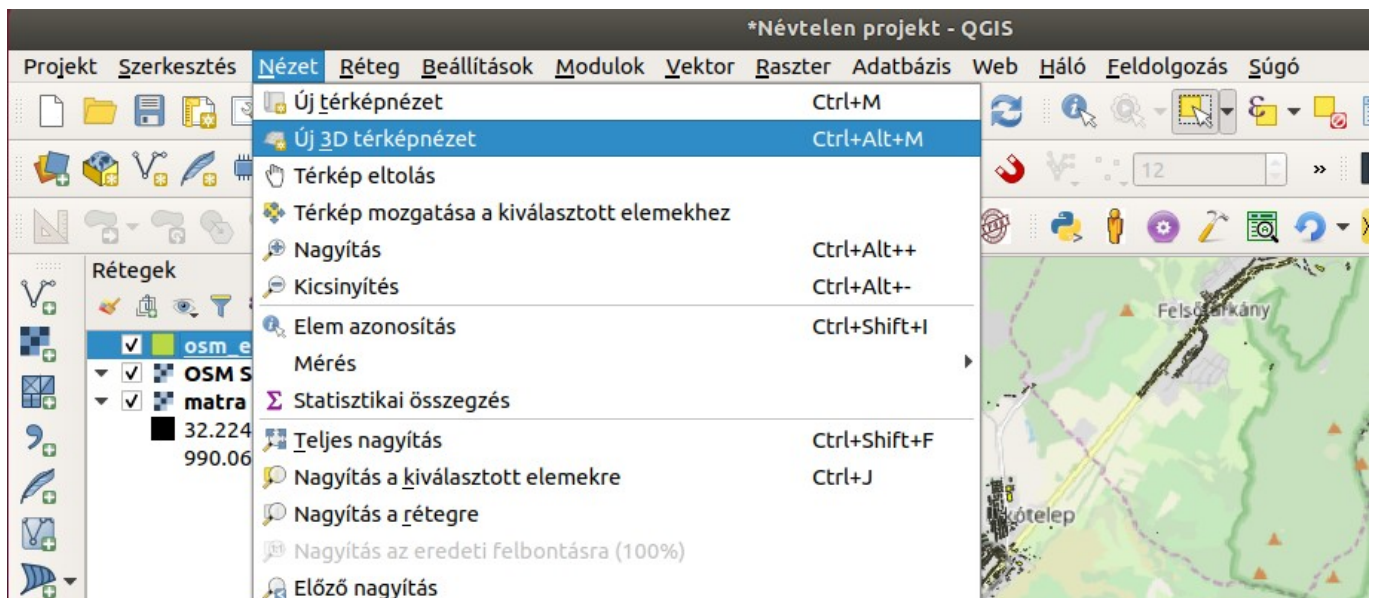 *Névtelen projekt - QGIS
Projekt Szerkesztés Nézet Réteg Beállítások Modulok Vektor Raszter Adatbázis Web Háló Feldolgozás Súgó
Új térképnézet Ctrl+M
Új 3D térképnézet Ctrl+Alt+M
Térkép eltolás
Térkép mozgatása a kiválasztott elemekhez
Nagyítás Ctrl+Alt++
Kicsinyítés Ctrl+Alt+-
Elem azonosítás Ctrl+Shift+I
Mérés
Statisztikai összegzés
Teljes nagyítás Ctrl+Shift+F
Nagyítás a kiválasztott elemekre Ctrl+J
Nagyítás a rétegre
Nagyítás az eredeti felbontásra (100%)
Előző nagyítás
12
Rétegek
osm_e
OSM S
matra
32.224
990.06
Felsőtárkány
kótelep